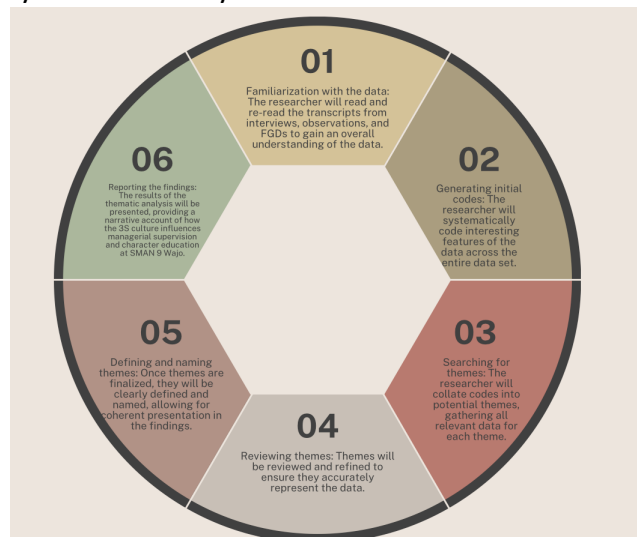 01
Familiarization with the data:
The researcher will read and
re-read the transcripts from
interviews, observations, and
FGDs to gain an overall
understanding of the data.
02
Generating initial
codes: The
researcher will
systematically
code interesting
features of the
data across the
entire data set.
03
Searching for
themes: The
researcher will
collate codes into
potential themes,
gathering all
relevant data for
each theme.
04
Reviewing themes: Themes will
be reviewed and refined to
ensure they accurately
represent the data.
05
Defining and naming
themes: Once themes are
finalized, they will be
clearly defined and
named, allowing for
coherent presentation in
the findings.
06
Reporting the findings:
The results of the
thematic analysis will be
presented, providing a
narrative account of how
the 3S culture influences
managerial supervision
and character education
at SMAN 9 Wajo.